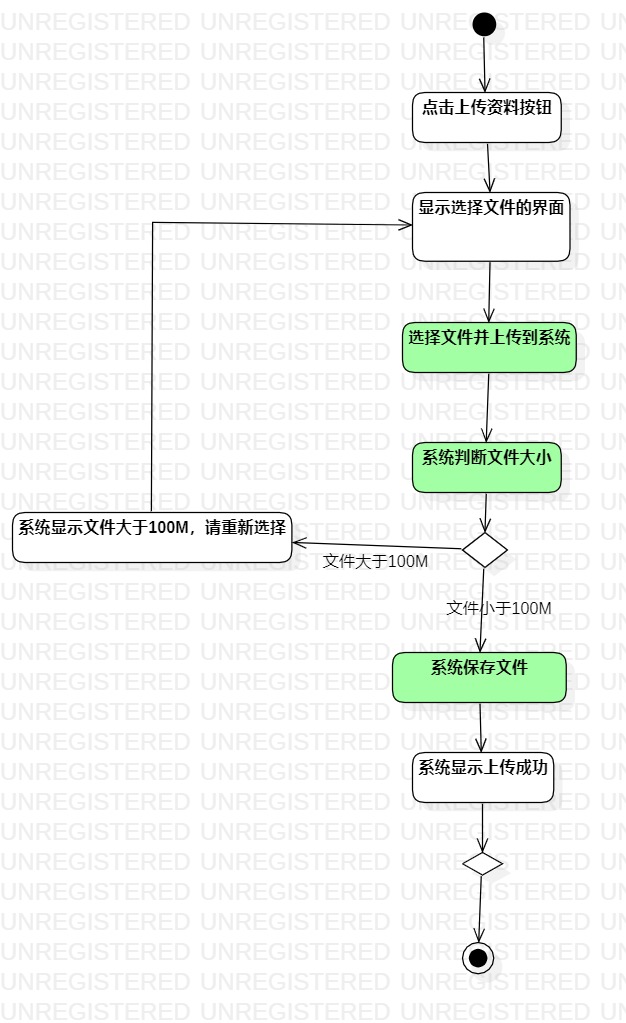 点击上传资料按钮
显示选择文件的界面
选择文件并上传到系统
系统判断文件大小
系统显示文件大于100M，请重新选择
文件大于100M
文件小于100M
系统保存文件
系统显示上传成功
UNREGISTERED